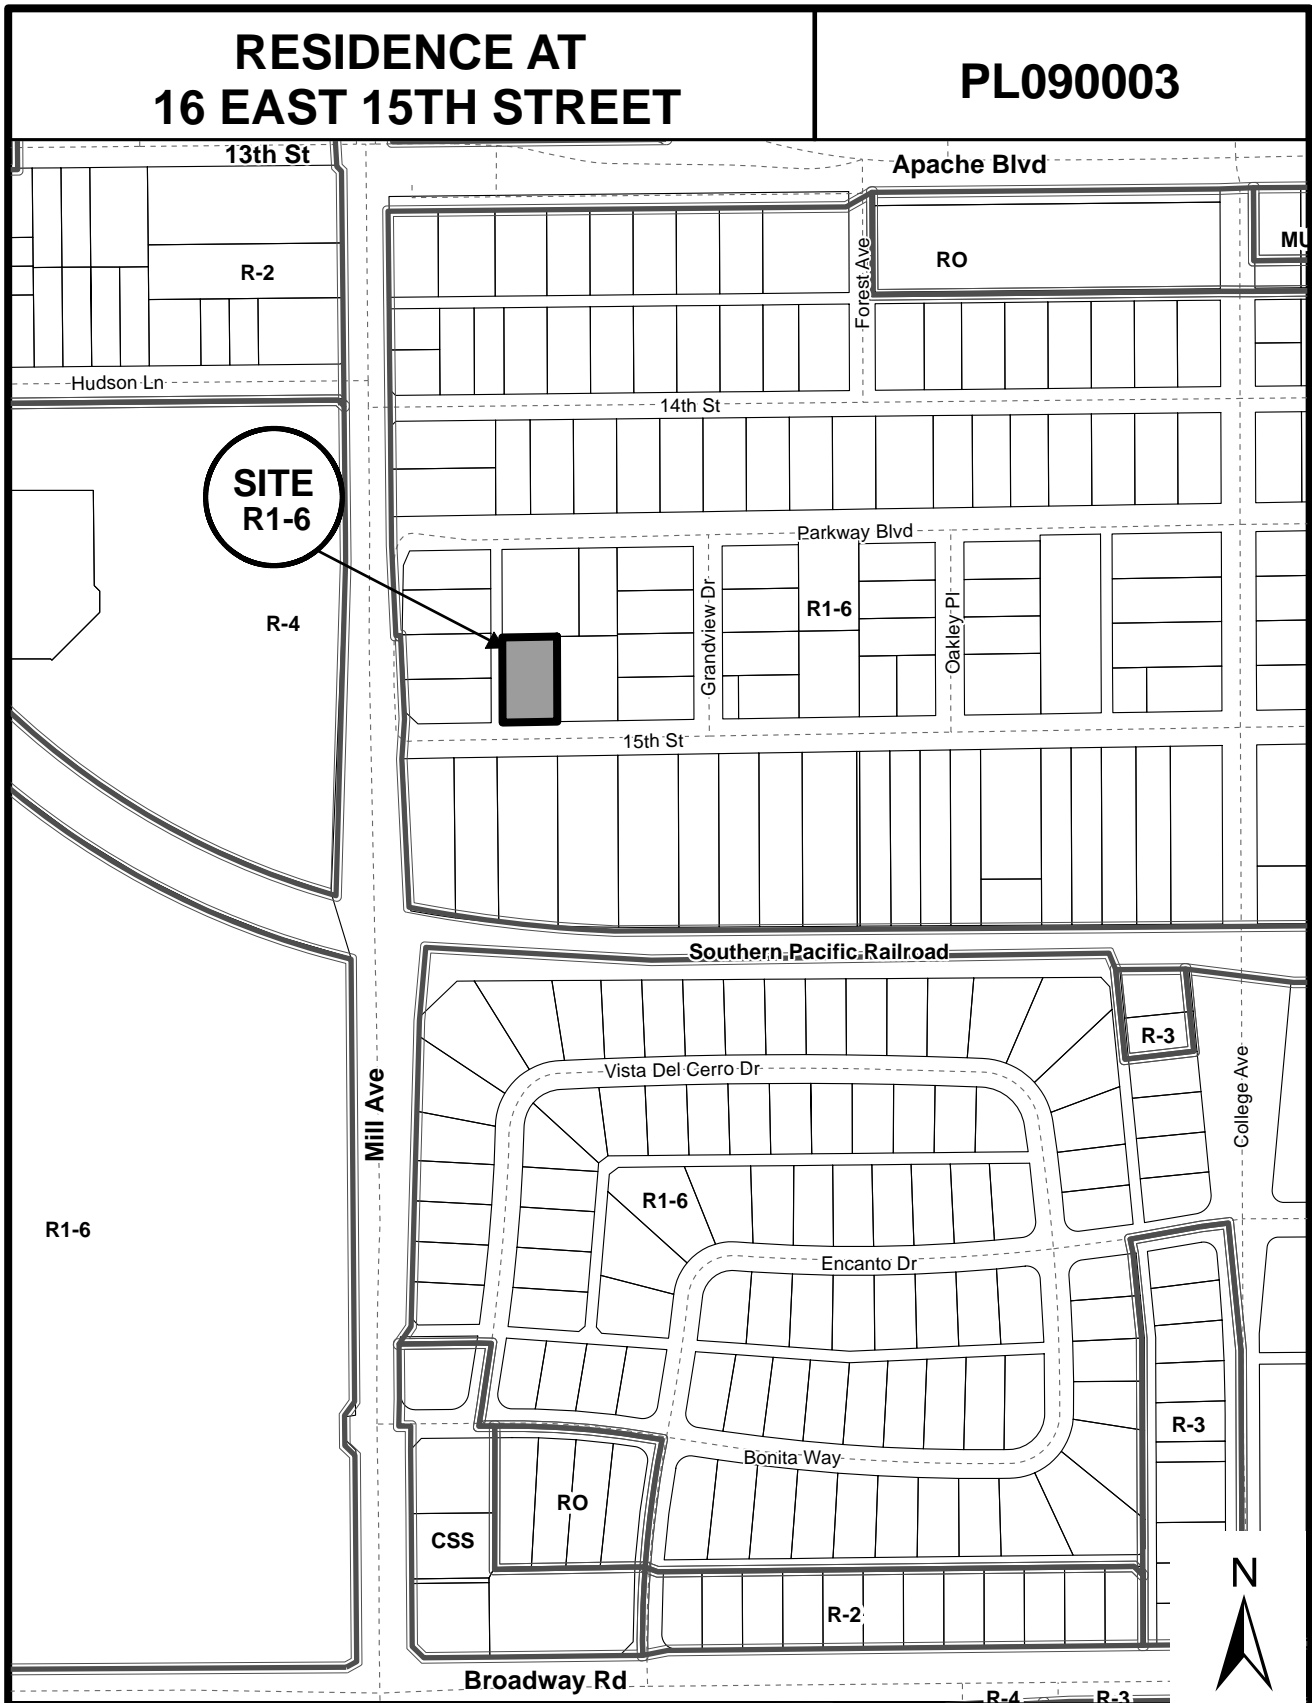 RESIDENCE AT
16 EAST 15TH STREET
PL090003
13th St
Apache Blvd
R-2
RO
MU
Forest Ave
Hudson Ln
14th St
SITE
R1-6
Parkway Blvd
R-4
Grandview Dr
R1-6
Oakley Pl
15th St
Southern Pacific Railroad
R-3
Vista Del Cerro Dr
Mill Ave
College Ave
R1-6
R1-6
Encanto Dr
R-3
Bonita Way
RO
CSS
N
R-2
Broadway Rd
R-4
R-3